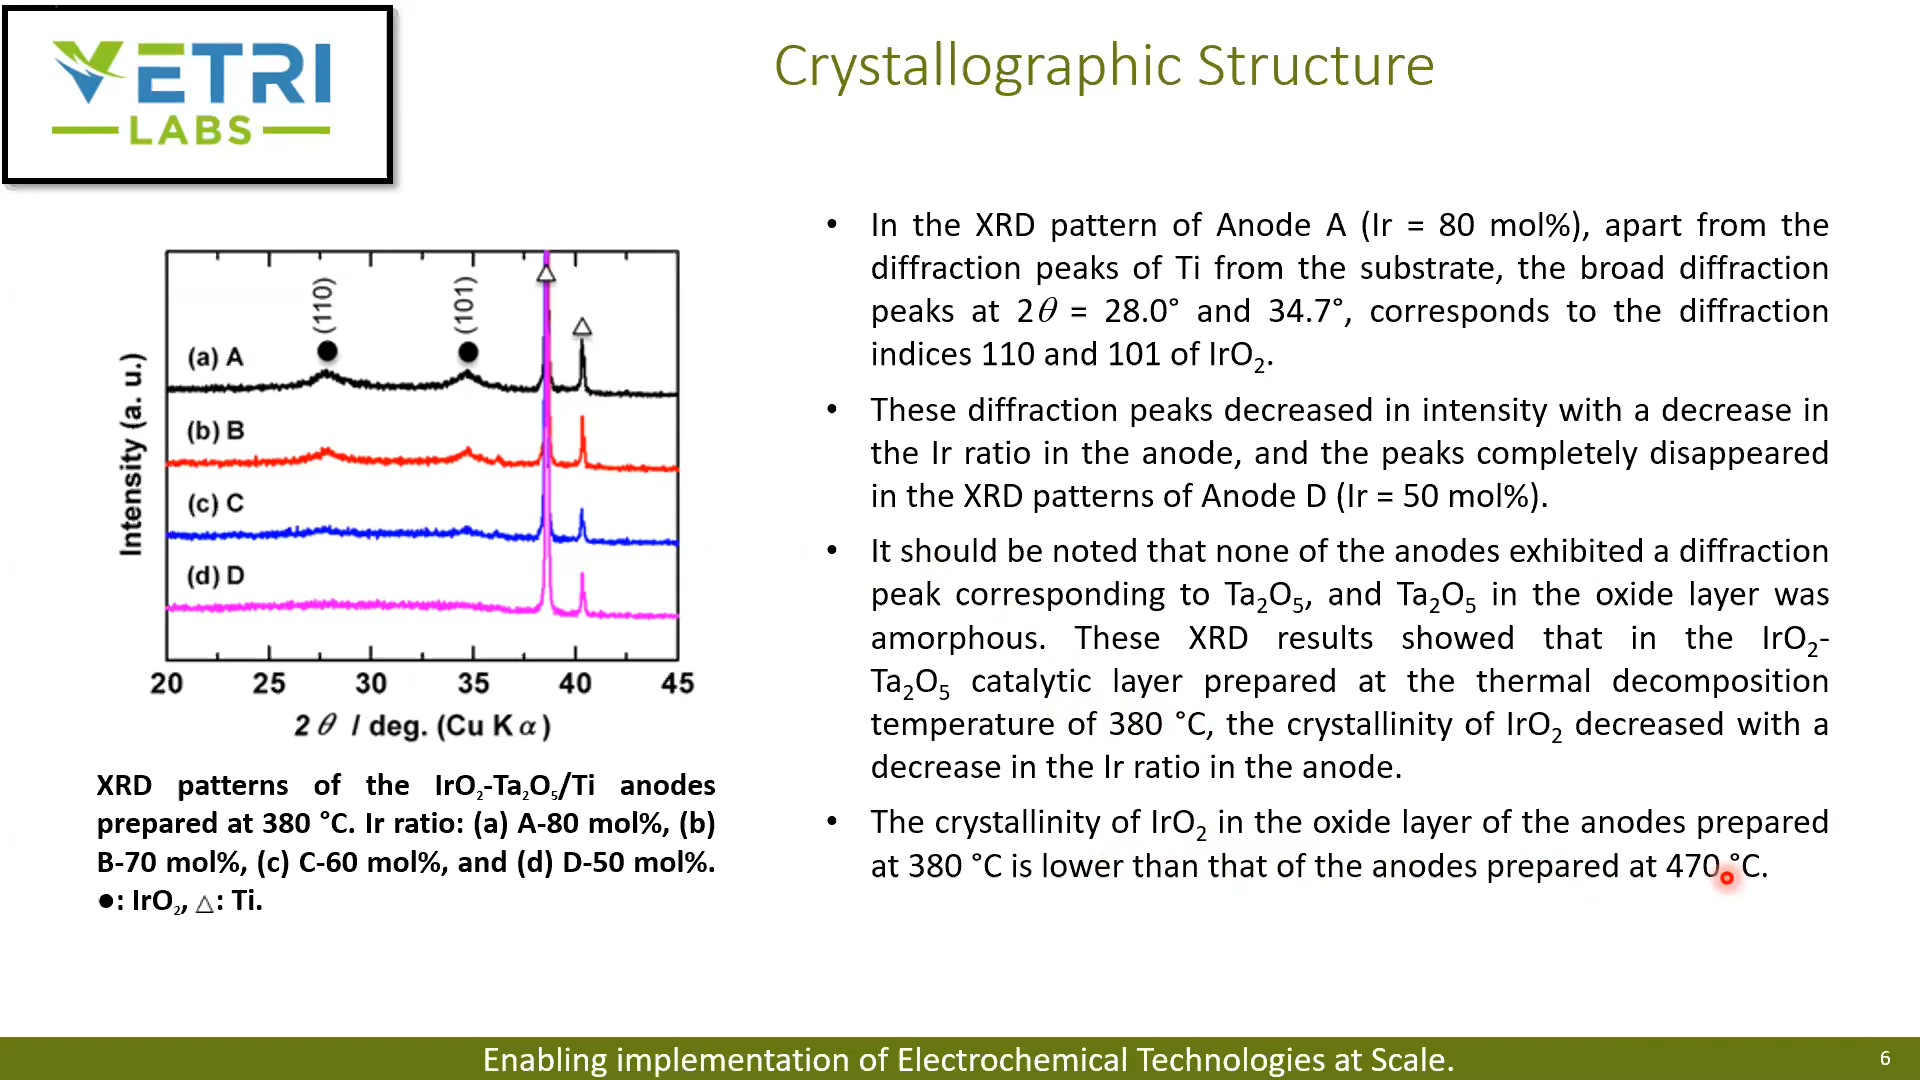 VETRI
LABS
Crystallographic Structure
(110)
(101)
(a) A
(b) B
(c) C
(d) D
Intensity (a. u.)
20 25 30 35 40 45
2θ / deg. (Cu Kα)
XRD patterns of the IrO₂-Ta₂O₅/Ti anodes
prepared at 380 °C. Ir ratio: (a) A-80 mol%, (b)
B-70 mol%, (c) C-60 mol%, and (d) D-50 mol%.
●: IrO₂, △: Ti.
• In the XRD pattern of Anode A (Ir = 80 mol%), apart from the
diffraction peaks of Ti from the substrate, the broad diffraction
peaks at 2θ = 28.0° and 34.7°, corresponds to the diffraction
indices 110 and 101 of IrO₂.
• These diffraction peaks decreased in intensity with a decrease in
the Ir ratio in the anode, and the peaks completely disappeared
in the XRD patterns of Anode D (Ir = 50 mol%).
• It should be noted that none of the anodes exhibited a diffraction
peak corresponding to Ta₂O₅, and Ta₂O₅ in the oxide layer was
amorphous. These XRD results showed that in the IrO₂-
Ta₂O₅ catalytic layer prepared at the thermal decomposition
temperature of 380 °C, the crystallinity of IrO₂ decreased with a
decrease in the Ir ratio in the anode.
• The crystallinity of IrO₂ in the oxide layer of the anodes prepared
at 380 °C is lower than that of the anodes prepared at 470 °C.
Enabling implementation of Electrochemical Technologies at Scale.
6